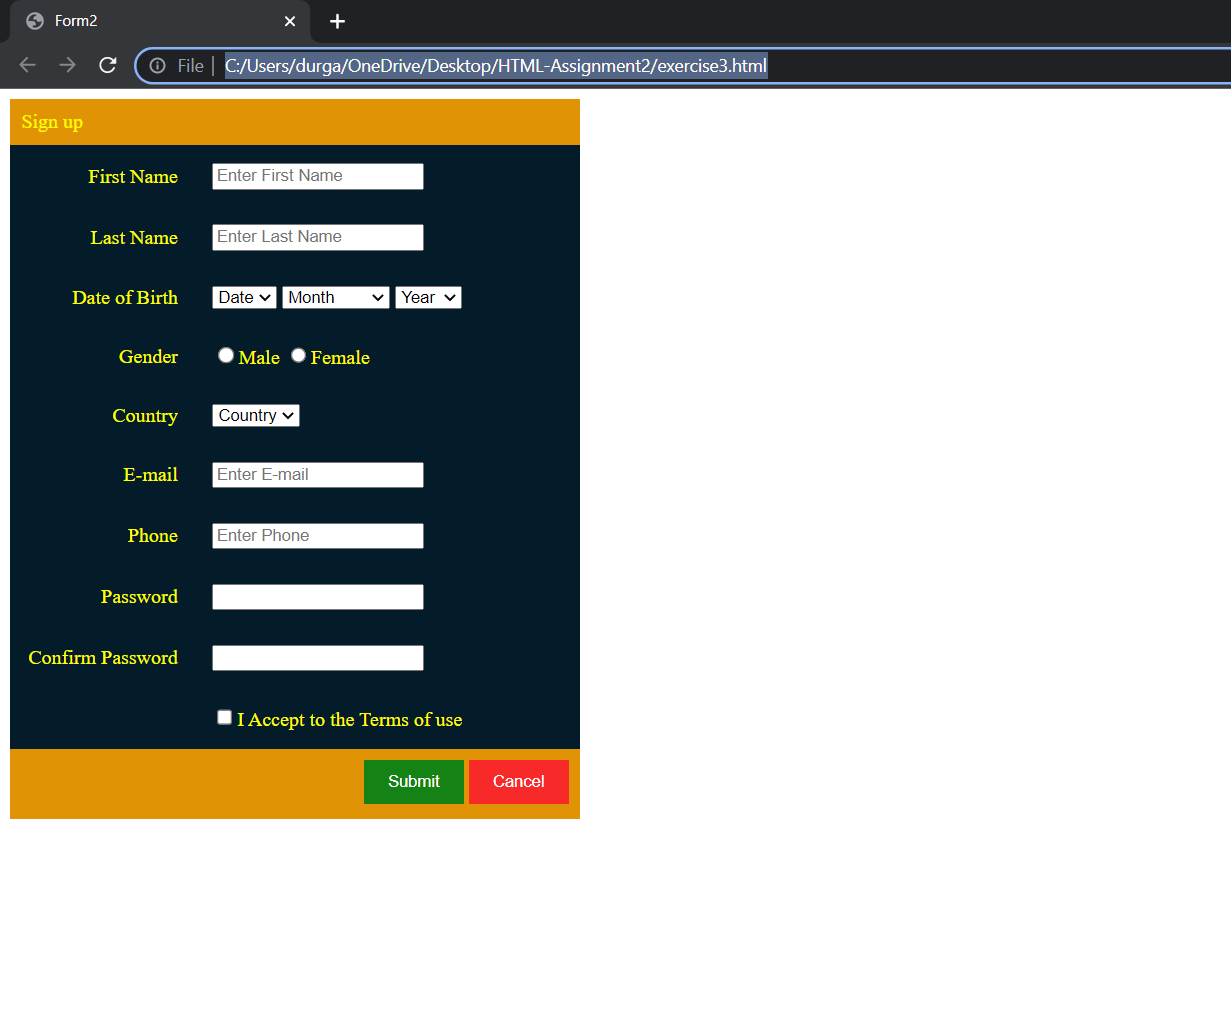 Form2
File C:/Users/durga/OneDrive/Desktop/HTML-Assignment2/exercise3.html
Sign up
First Name Enter First Name
Last Name Enter Last Name
Date of Birth Date Month Year
Gender Male Female
Country Country
E-mail Enter E-mail
Phone Enter Phone
Password
Confirm Password
I Accept to the Terms of use
Submit Cancel